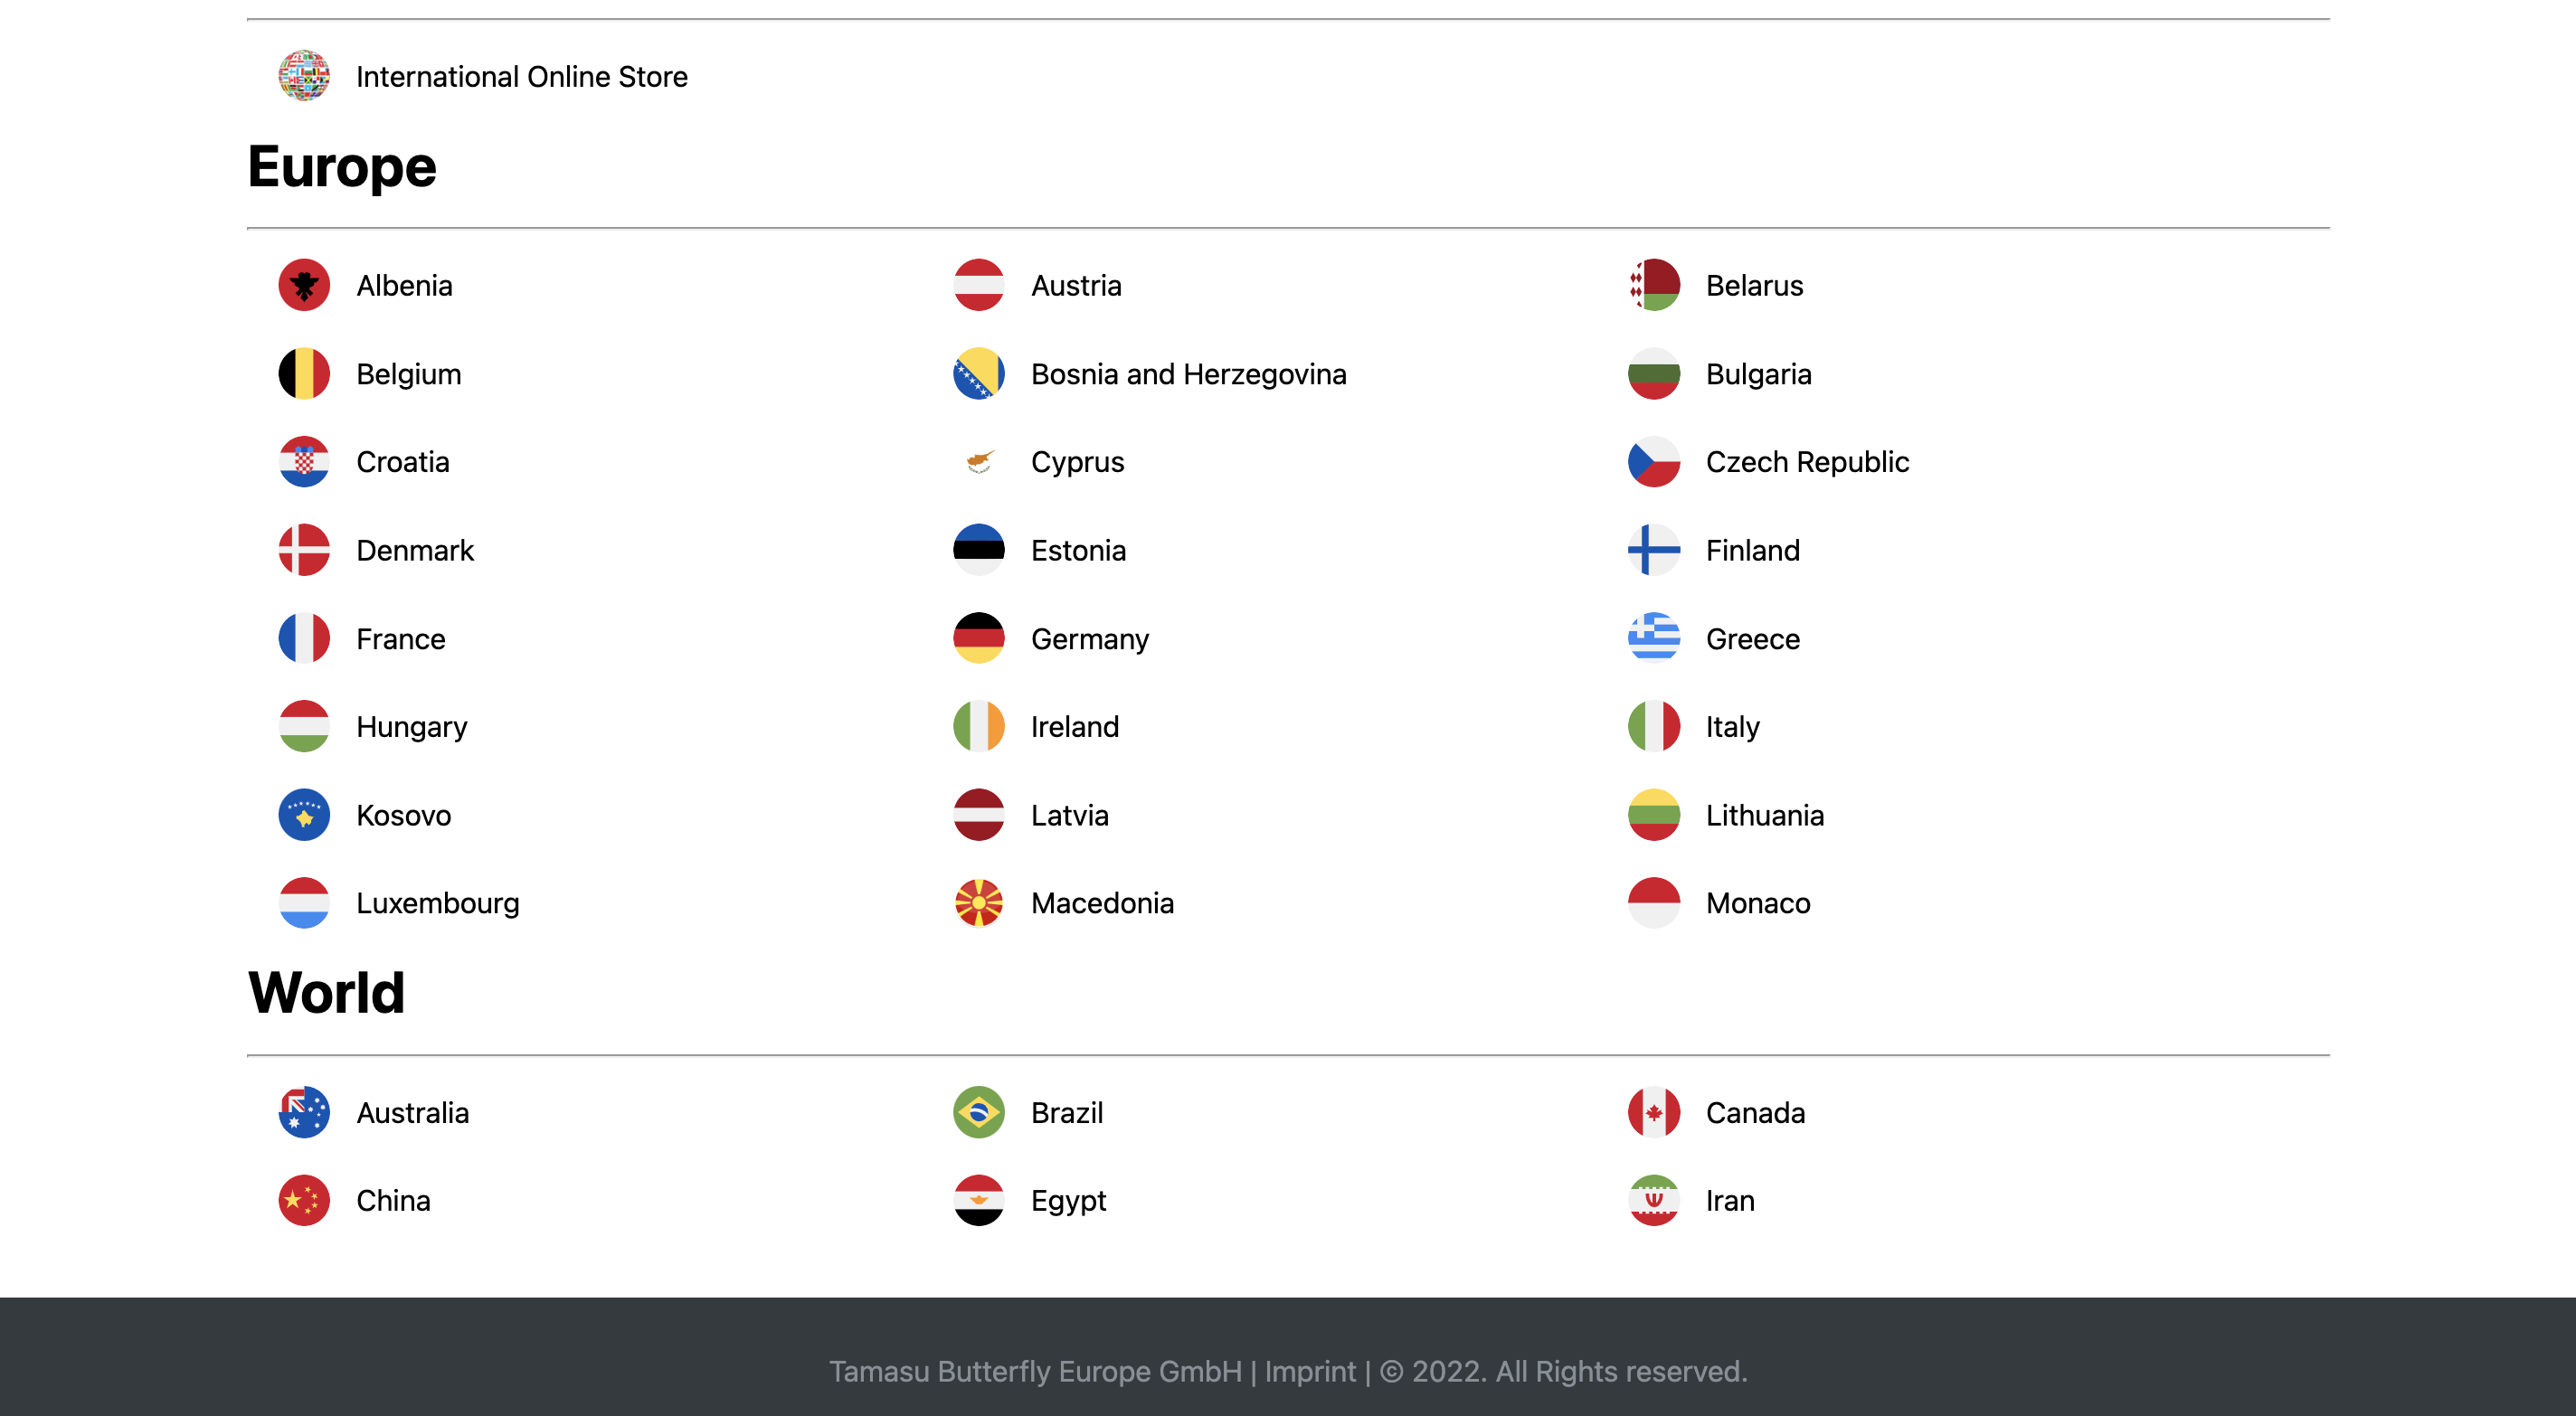 International Online Store
Europe
Albenia Austria Belarus
Belgium Bosnia and Herzegovina Bulgaria
Croatia Cyprus Czech Republic
Denmark Estonia Finland
France Germany Greece
Hungary Ireland Italy
Kosovo Latvia Lithuania
Luxembourg Macedonia Monaco
World
Australia Brazil Canada
China Egypt Iran
Tamasu Butterfly Europe GmbH | Imprint | © 2022. All Rights reserved.